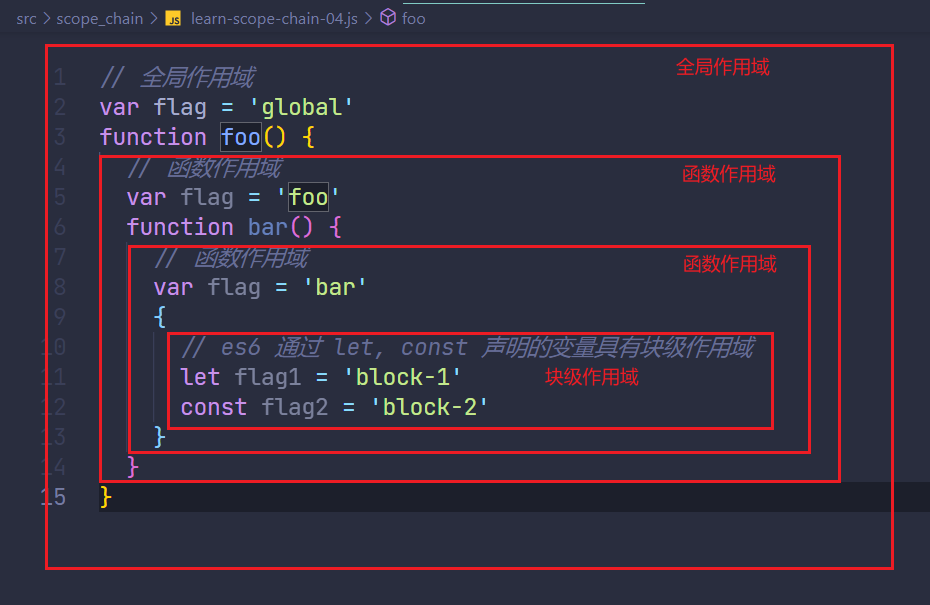 src > scope_chain > JS learn-scope-chain-04.js > foo
全局作用域
1 // 全局作用域
2 var flag = 'global'
3 function foo() {
函数作用域
4 // 函数作用域
5 var flag = 'foo'
6 function bar() {
函数作用域
7 // 函数作用域
8 var flag = 'bar'
9 {
10 // es6 通过 let, const 声明的变量具有块级作用域
11 let flag1 = 'block-1' 块级作用域
12 const flag2 = 'block-2'
13 }
14 }
15 }